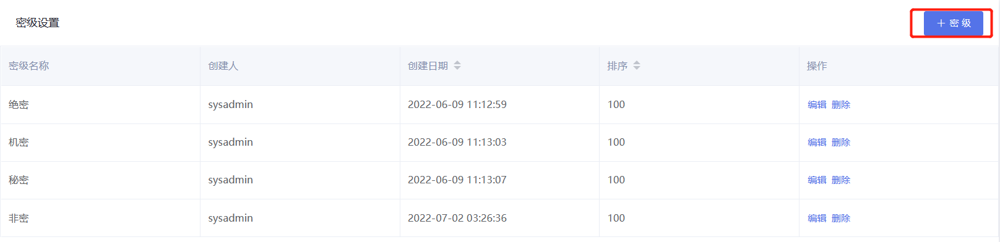 密级设置
＋ 密 级
密级名称 创建人 创建日期 排序 操作
绝密 sysadmin 2022-06-09 11:12:59 100 编辑 删除
机密 sysadmin 2022-06-09 11:13:03 100 编辑 删除
秘密 sysadmin 2022-06-09 11:13:07 100 编辑 删除
非密 sysadmin 2022-07-02 03:26:36 100 编辑 删除